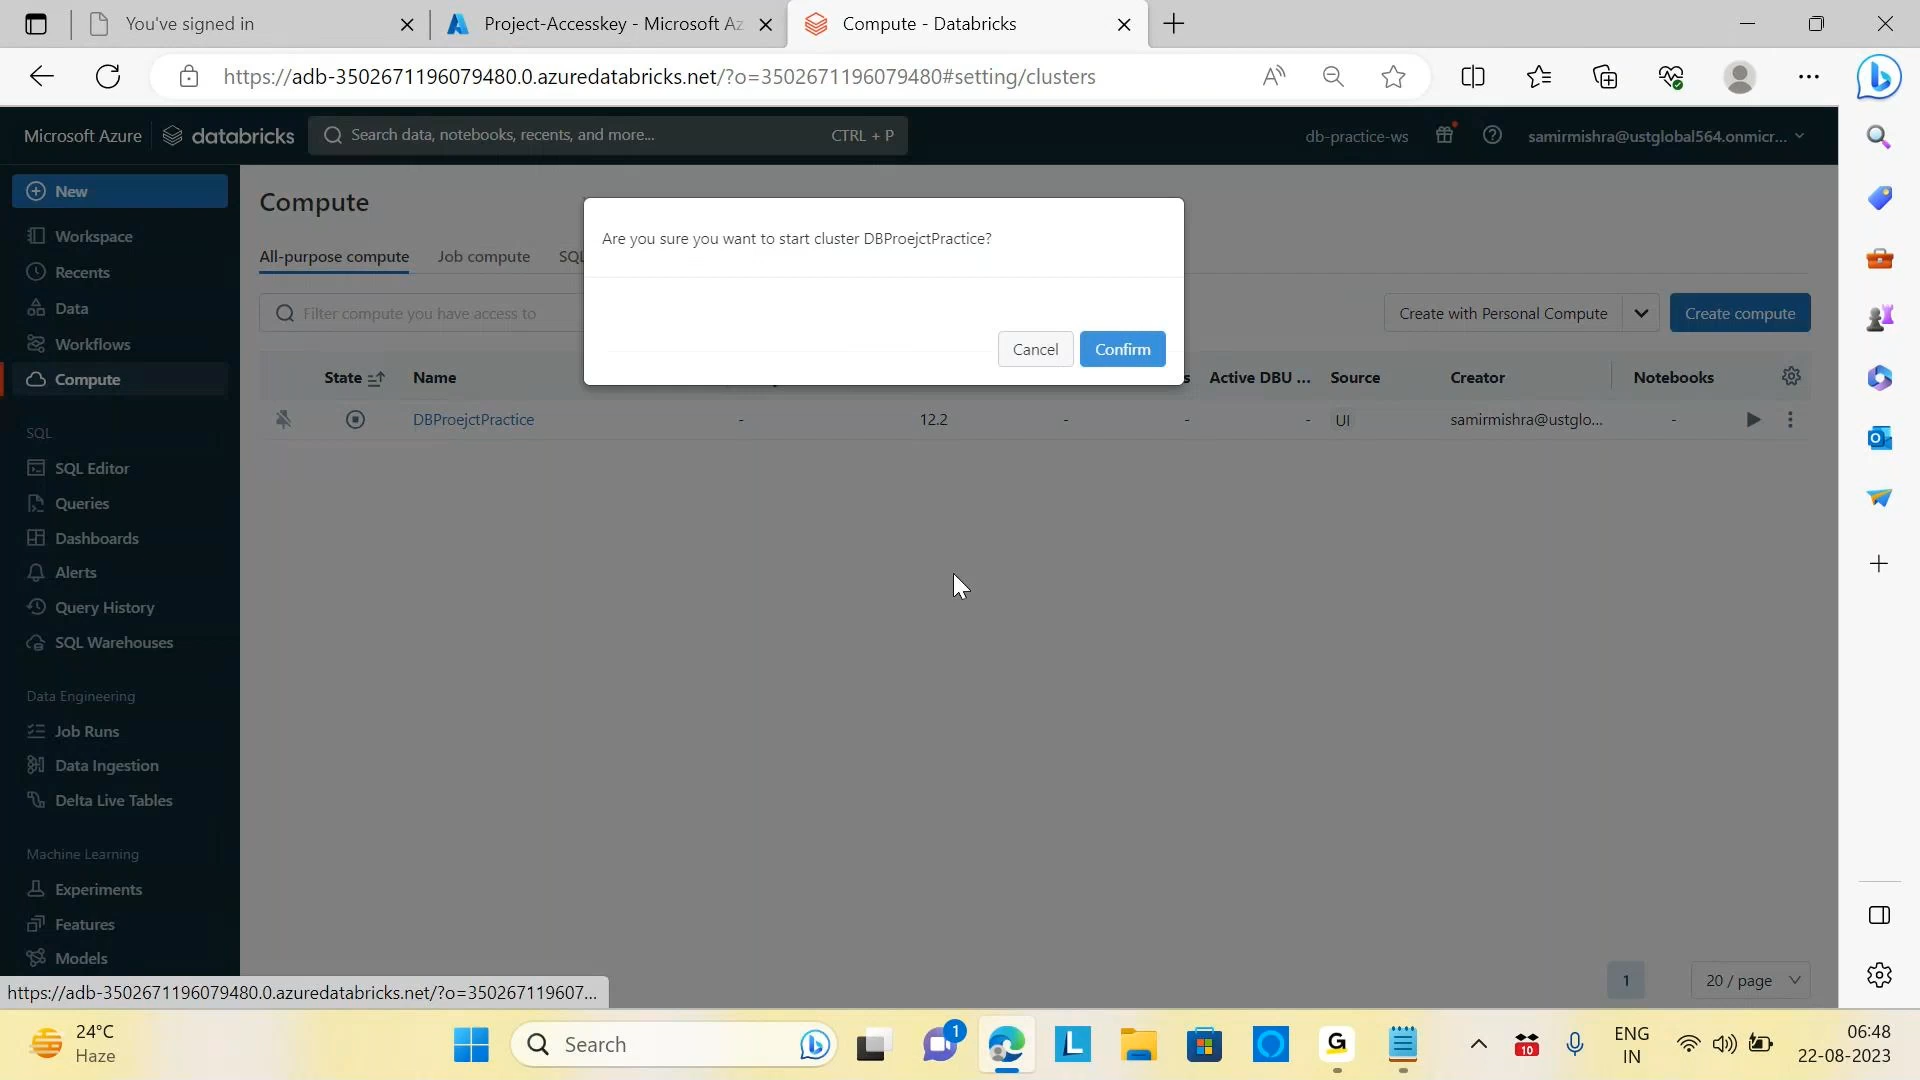 You've signed in
Project-Accesskey - Microsoft Az
Compute - Databricks
https://adb-3502671196079480.0.azuredatabricks.net/?o=3502671196079480#setting/clusters
Microsoft Azure
databricks
Search data, notebooks, recents, and more...
CTRL + P
db-practice-ws
samirmishra@ustglobal564.onmicr...
New
Workspace
Recents
Data
Workflows
Compute
SQL
SQL Editor
Queries
Dashboards
Alerts
Query History
SQL Warehouses
Data Engineering
Job Runs
Data Ingestion
Delta Live Tables
Machine Learning
Experiments
Features
Models
Compute
All-purpose compute
Job compute
SQL
Filter compute you have access to
Create with Personal Compute
Create compute
Are you sure you want to start cluster DBProejctPractice?
Cancel
Confirm
State
Name
Active DBU ...
Source
Creator
Notebooks
DBProejctPractice
-
12.2
-
-
-
UI
samirmishra@ustglo...
-
1
20 / page
https://adb-3502671196079480.0.azuredatabricks.net/?o=350267119607...
24°C
Haze
Search
1
10
ENG
IN
06:48
22-08-2023